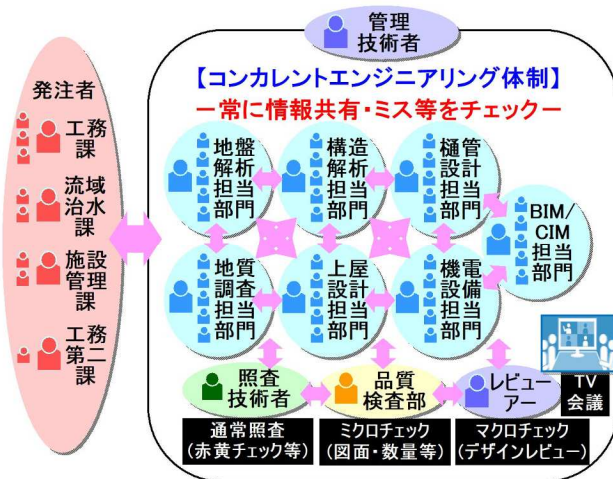 管理
技術者
【コンカレントエンジニアリング体制】
ー常に情報共有・ミス等をチェックー
発注者
工務
課
流域
治水
課
施設
管理
課
工務
第二
課
地盤
解析
担当
部門
構造
解析
担当
部門
樋管
設計
担当
部門
BIM/
CIM
担当
部門
地質
調査
担当
部門
上屋
設計
担当
部門
機電
設備
担当
部門
照査
技術者
品質
検査部
レビュー
アー
TV
会議
通常照査
(赤黄チェック等)
ミクロチェック
(図面・数量等)
マクロチェック
(デザインレビュー)